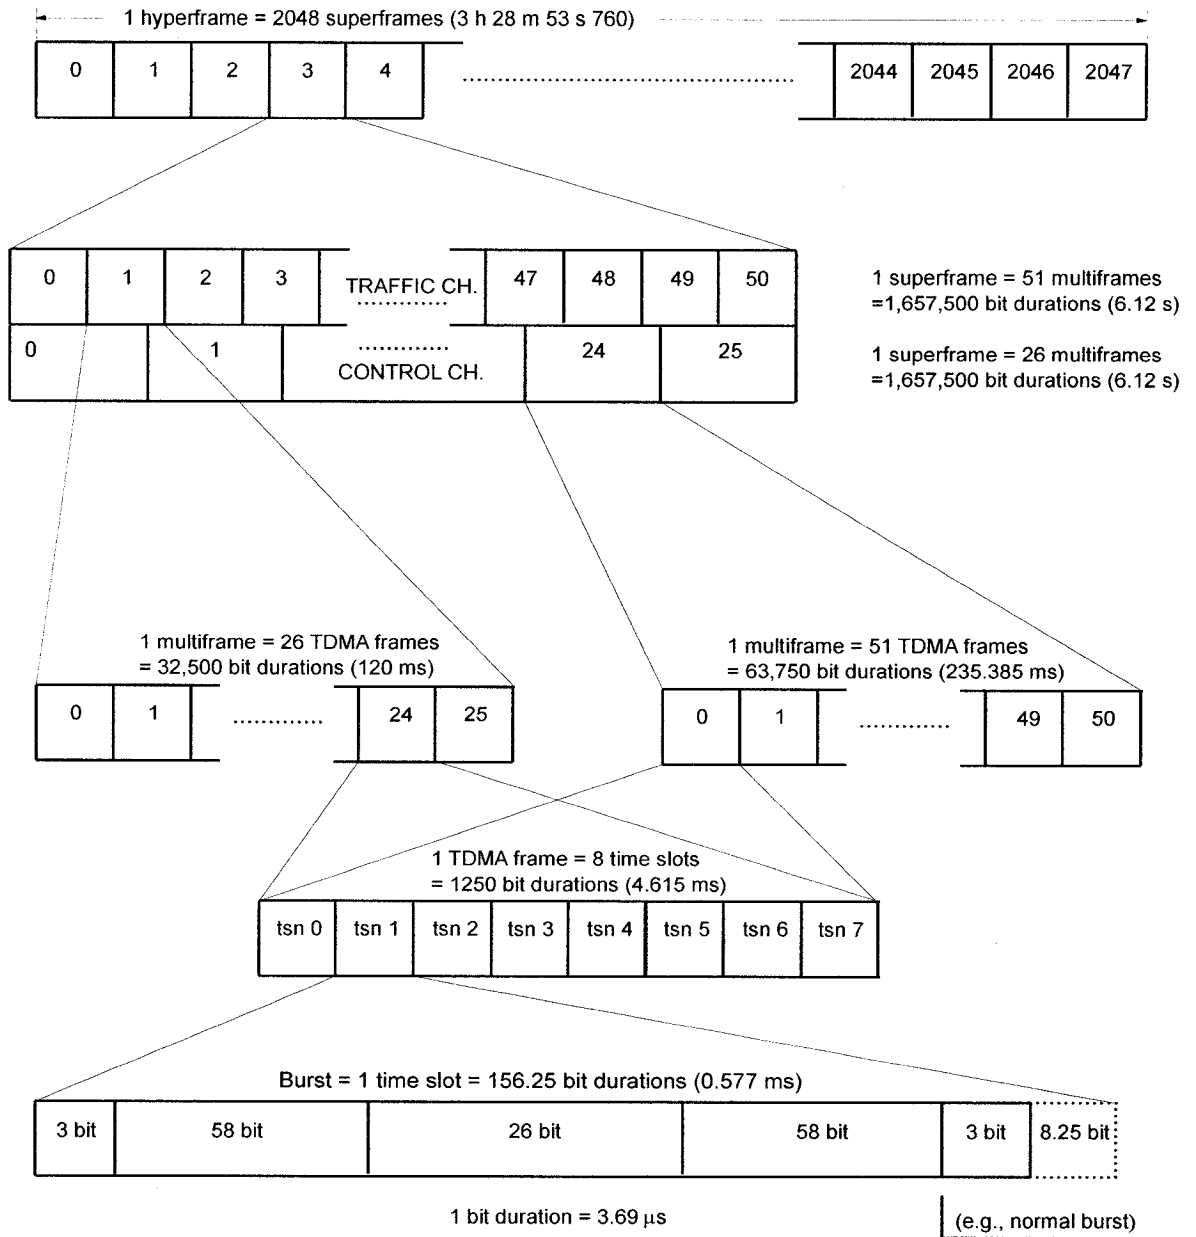 1 hyperframe = 2048 superframes (3 h 28 m 53 s 760)
0 1 2 3 4 .................... 2044 2045 2046 2047
0 1 2 3 TRAFFIC CH. ............. 47 48 49 50
1 superframe = 51 multiframes
=1,657,500 bit durations (6.12 s)
0 1 ............. CONTROL CH. 24 25
1 superframe = 26 multiframes
=1,657,500 bit durations (6.12 s)
1 multiframe = 26 TDMA frames
= 32,500 bit durations (120 ms)
0 1 ............. 24 25
1 multiframe = 51 TDMA frames
= 63,750 bit durations (235.385 ms)
0 1 ............. 49 50
1 TDMA frame = 8 time slots
= 1250 bit durations (4.615 ms)
tsn 0 tsn 1 tsn 2 tsn 3 tsn 4 tsn 5 tsn 6 tsn 7
Burst = 1 time slot = 156.25 bit durations (0.577 ms)
3 bit 58 bit 26 bit 58 bit 3 bit 8.25 bit
1 bit duration = 3.69 μs
(e.g., normal burst)